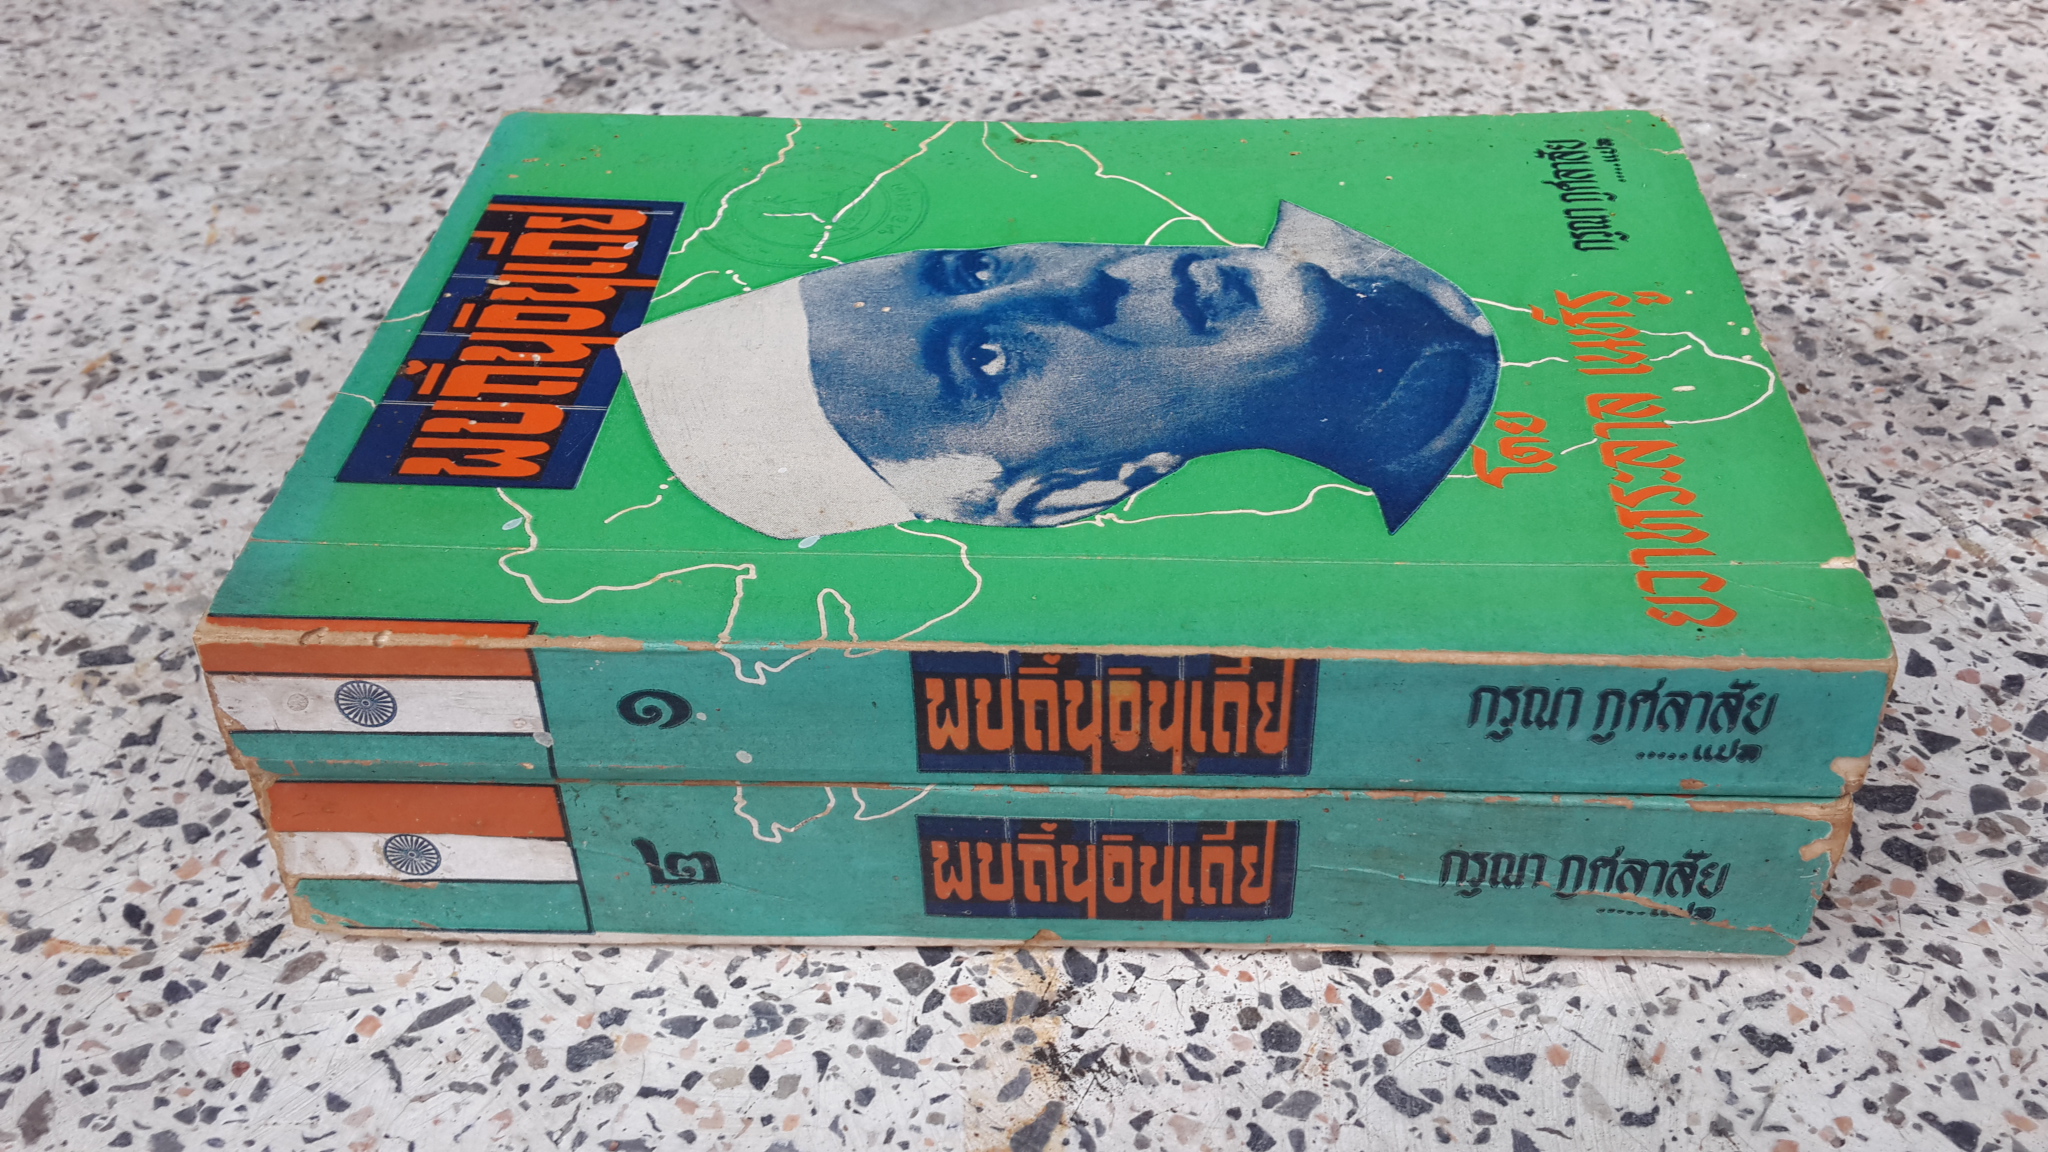 พบถิ่นอินเดีย
โดย
ยวาหระลาล เนห์รู
กรุณา กุศลาสัย
.....แปล
๑
พบถิ่นอินเดีย
กรุณา กุศลาสัย
.....แปล
๒
พบถิ่นอินเดีย
กรุณา กุศลาสัย
.....แปล